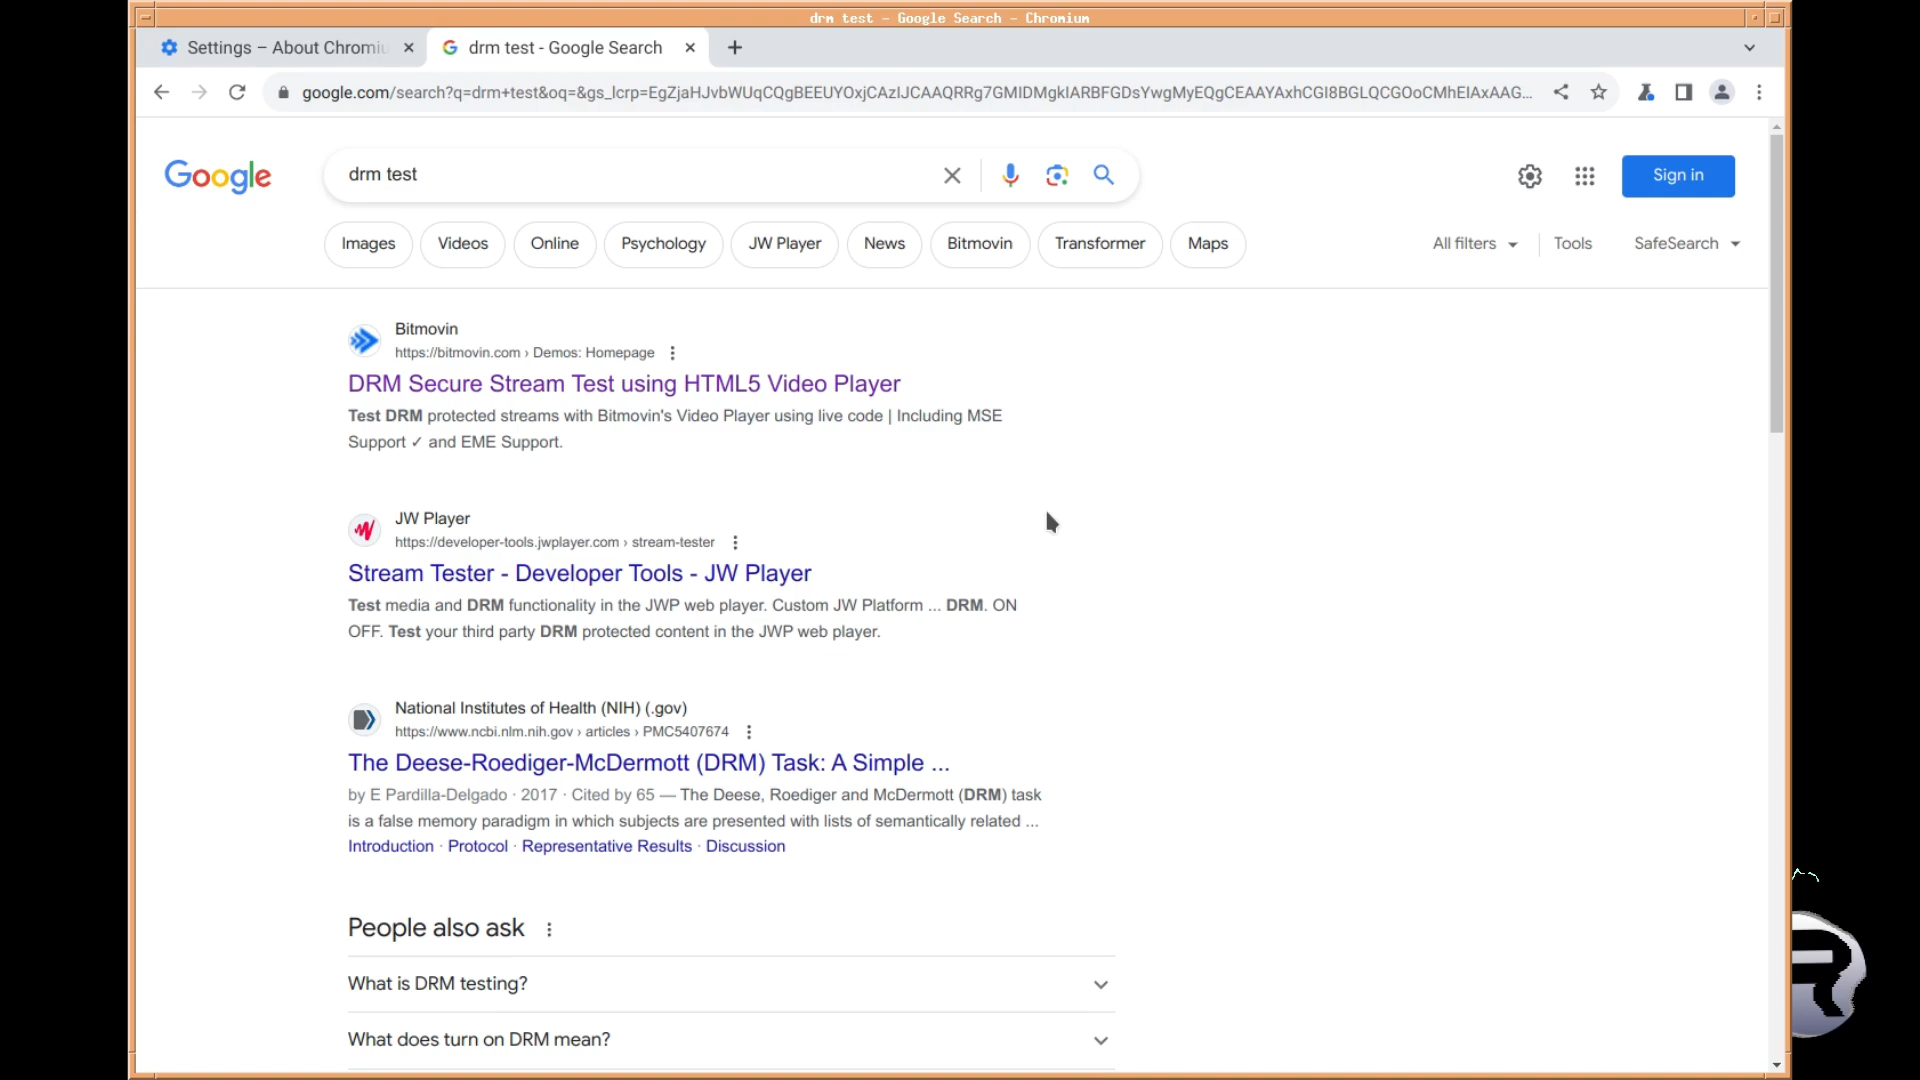 drm test - Google Search - Chromium
Settings – About Chromiu
drm test - Google Search
google.com/search?q=drm+test&oq=&gs_lcrp=EgZjaHJvbWUqCQgBEEUYOxjCAzIJCAAQRRg7GMIDMgkIARBFGDsYwgMyEQgCEAAYAxhCGI8BGLQCGOoCMhEIAxAAG...
Google
drm test
Sign in
Images
Videos
Online
Psychology
JW Player
News
Bitmovin
Transformer
Maps
All filters
Tools
SafeSearch
Bitmovin
https://bitmovin.com › Demos: Homepage
DRM Secure Stream Test using HTML5 Video Player
Test DRM protected streams with Bitmovin's Video Player using live code | Including MSE
Support ✓ and EME Support.
JW Player
https://developer-tools.jwplayer.com › stream-tester
Stream Tester - Developer Tools - JW Player
Test media and DRM functionality in the JWP web player. Custom JW Platform ... DRM. ON
OFF. Test your third party DRM protected content in the JWP web player.
National Institutes of Health (NIH) (.gov)
https://www.ncbi.nlm.nih.gov › articles › PMC5407674
The Deese-Roediger-McDermott (DRM) Task: A Simple ...
by E Pardilla-Delgado · 2017 · Cited by 65 — The Deese, Roediger and McDermott (DRM) task
is a false memory paradigm in which subjects are presented with lists of semantically related ...
Introduction · Protocol · Representative Results · Discussion
People also ask
What is DRM testing?
What does turn on DRM mean?